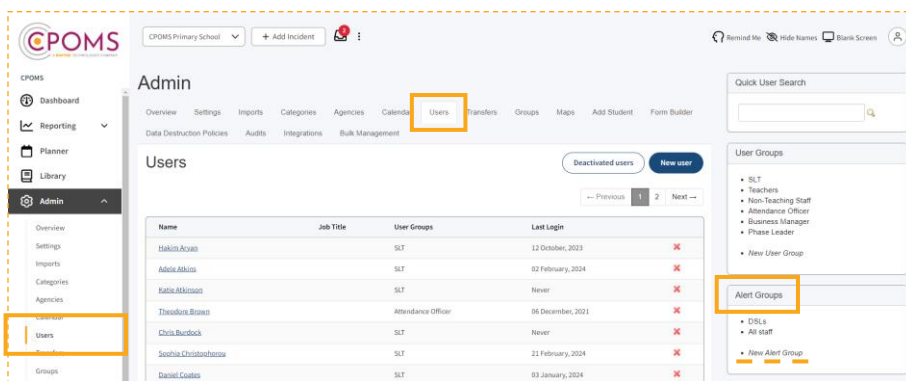 CPOMS
CPOMS Primary School
+ Add Incident
Remind Me Hide Names Blank Screen
CPOMS
Dashboard
Reporting
Planner
Library
Admin
Overview
Settings
Imports
Categories
Agencies
Calendar
Users
Groups
Admin
Overview Settings Imports Categories Agencies Calendar Users Transfers Groups Maps Add Student Form Builder
Data Destruction Policies Audits Integrations Bulk Management
Users
Deactivated users
New user
← Previous 1 2 Next →
Name Job Title User Groups Last Login
Hakim Aryan SLT 12 October, 2023
Adele Atkins SLT 02 February, 2024
Katie Atkinson SLT Never
Theodore Brown Attendance Officer 06 December, 2021
Chris Burdock SLT Never
Sophia Christophorou SLT 21 February, 2024
Daniel Coates SLT 03 January, 2024
Quick User Search
User Groups
SLT
Teachers
Non-Teaching Staff
Attendance Officer
Business Manager
Phase Leader
New User Group
Alert Groups
DSLs
All staff
New Alert Group